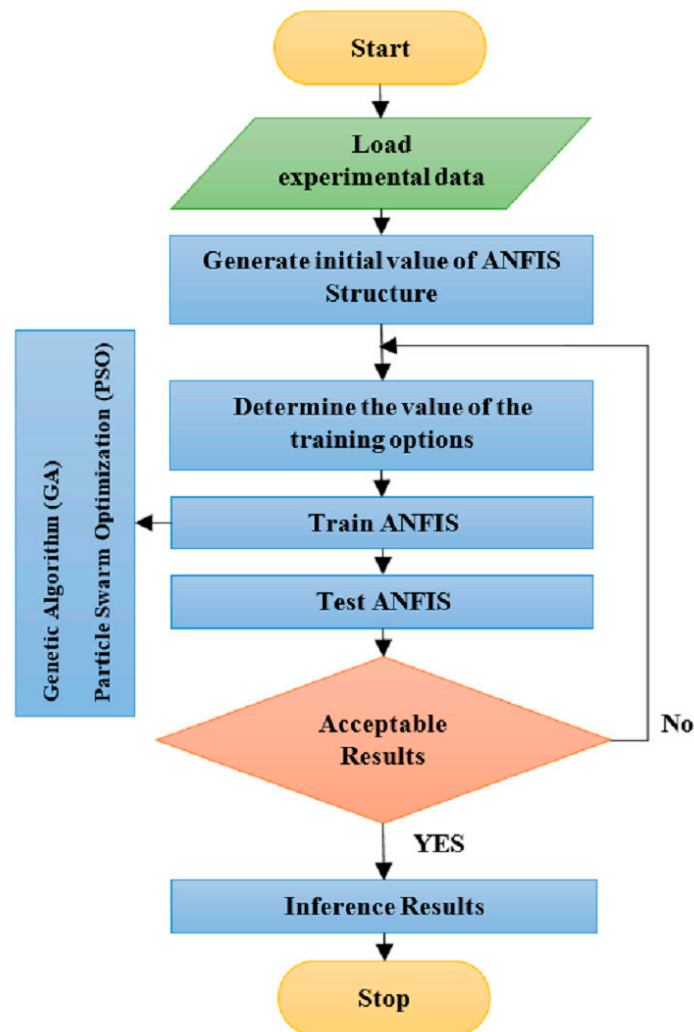 Start
Load
experimental data
Generate initial value of ANFIS
Structure
Determine the value of the
training options
Genetic Algorithm (GA)
Particle Swarm Optimization (PSO)
Train ANFIS
Test ANFIS
Acceptable
Results
No
YES
Inference Results
Stop